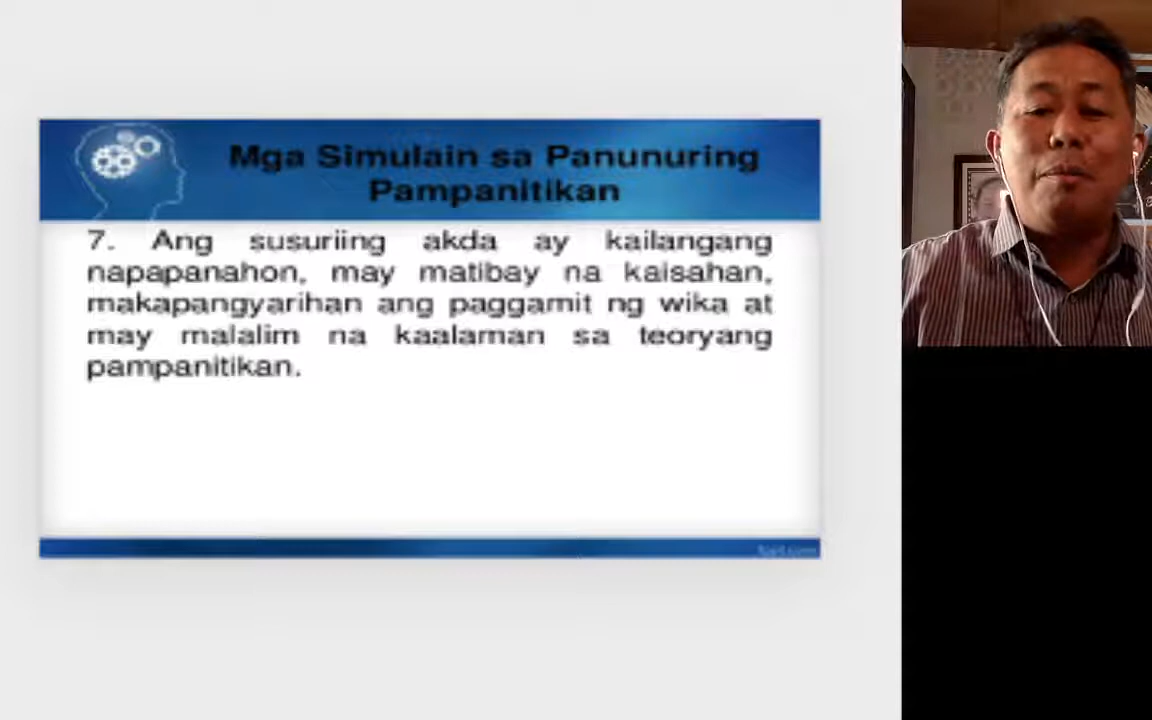 Mga Simulain sa Panunuring
Pampanitikan
7. Ang susuriing akda ay kailangang
napapanahon, may matibay na kaisahan,
makapangyarihan ang paggamit ng wika at
may malalim na kaalaman sa teoryang
pampanitikan.